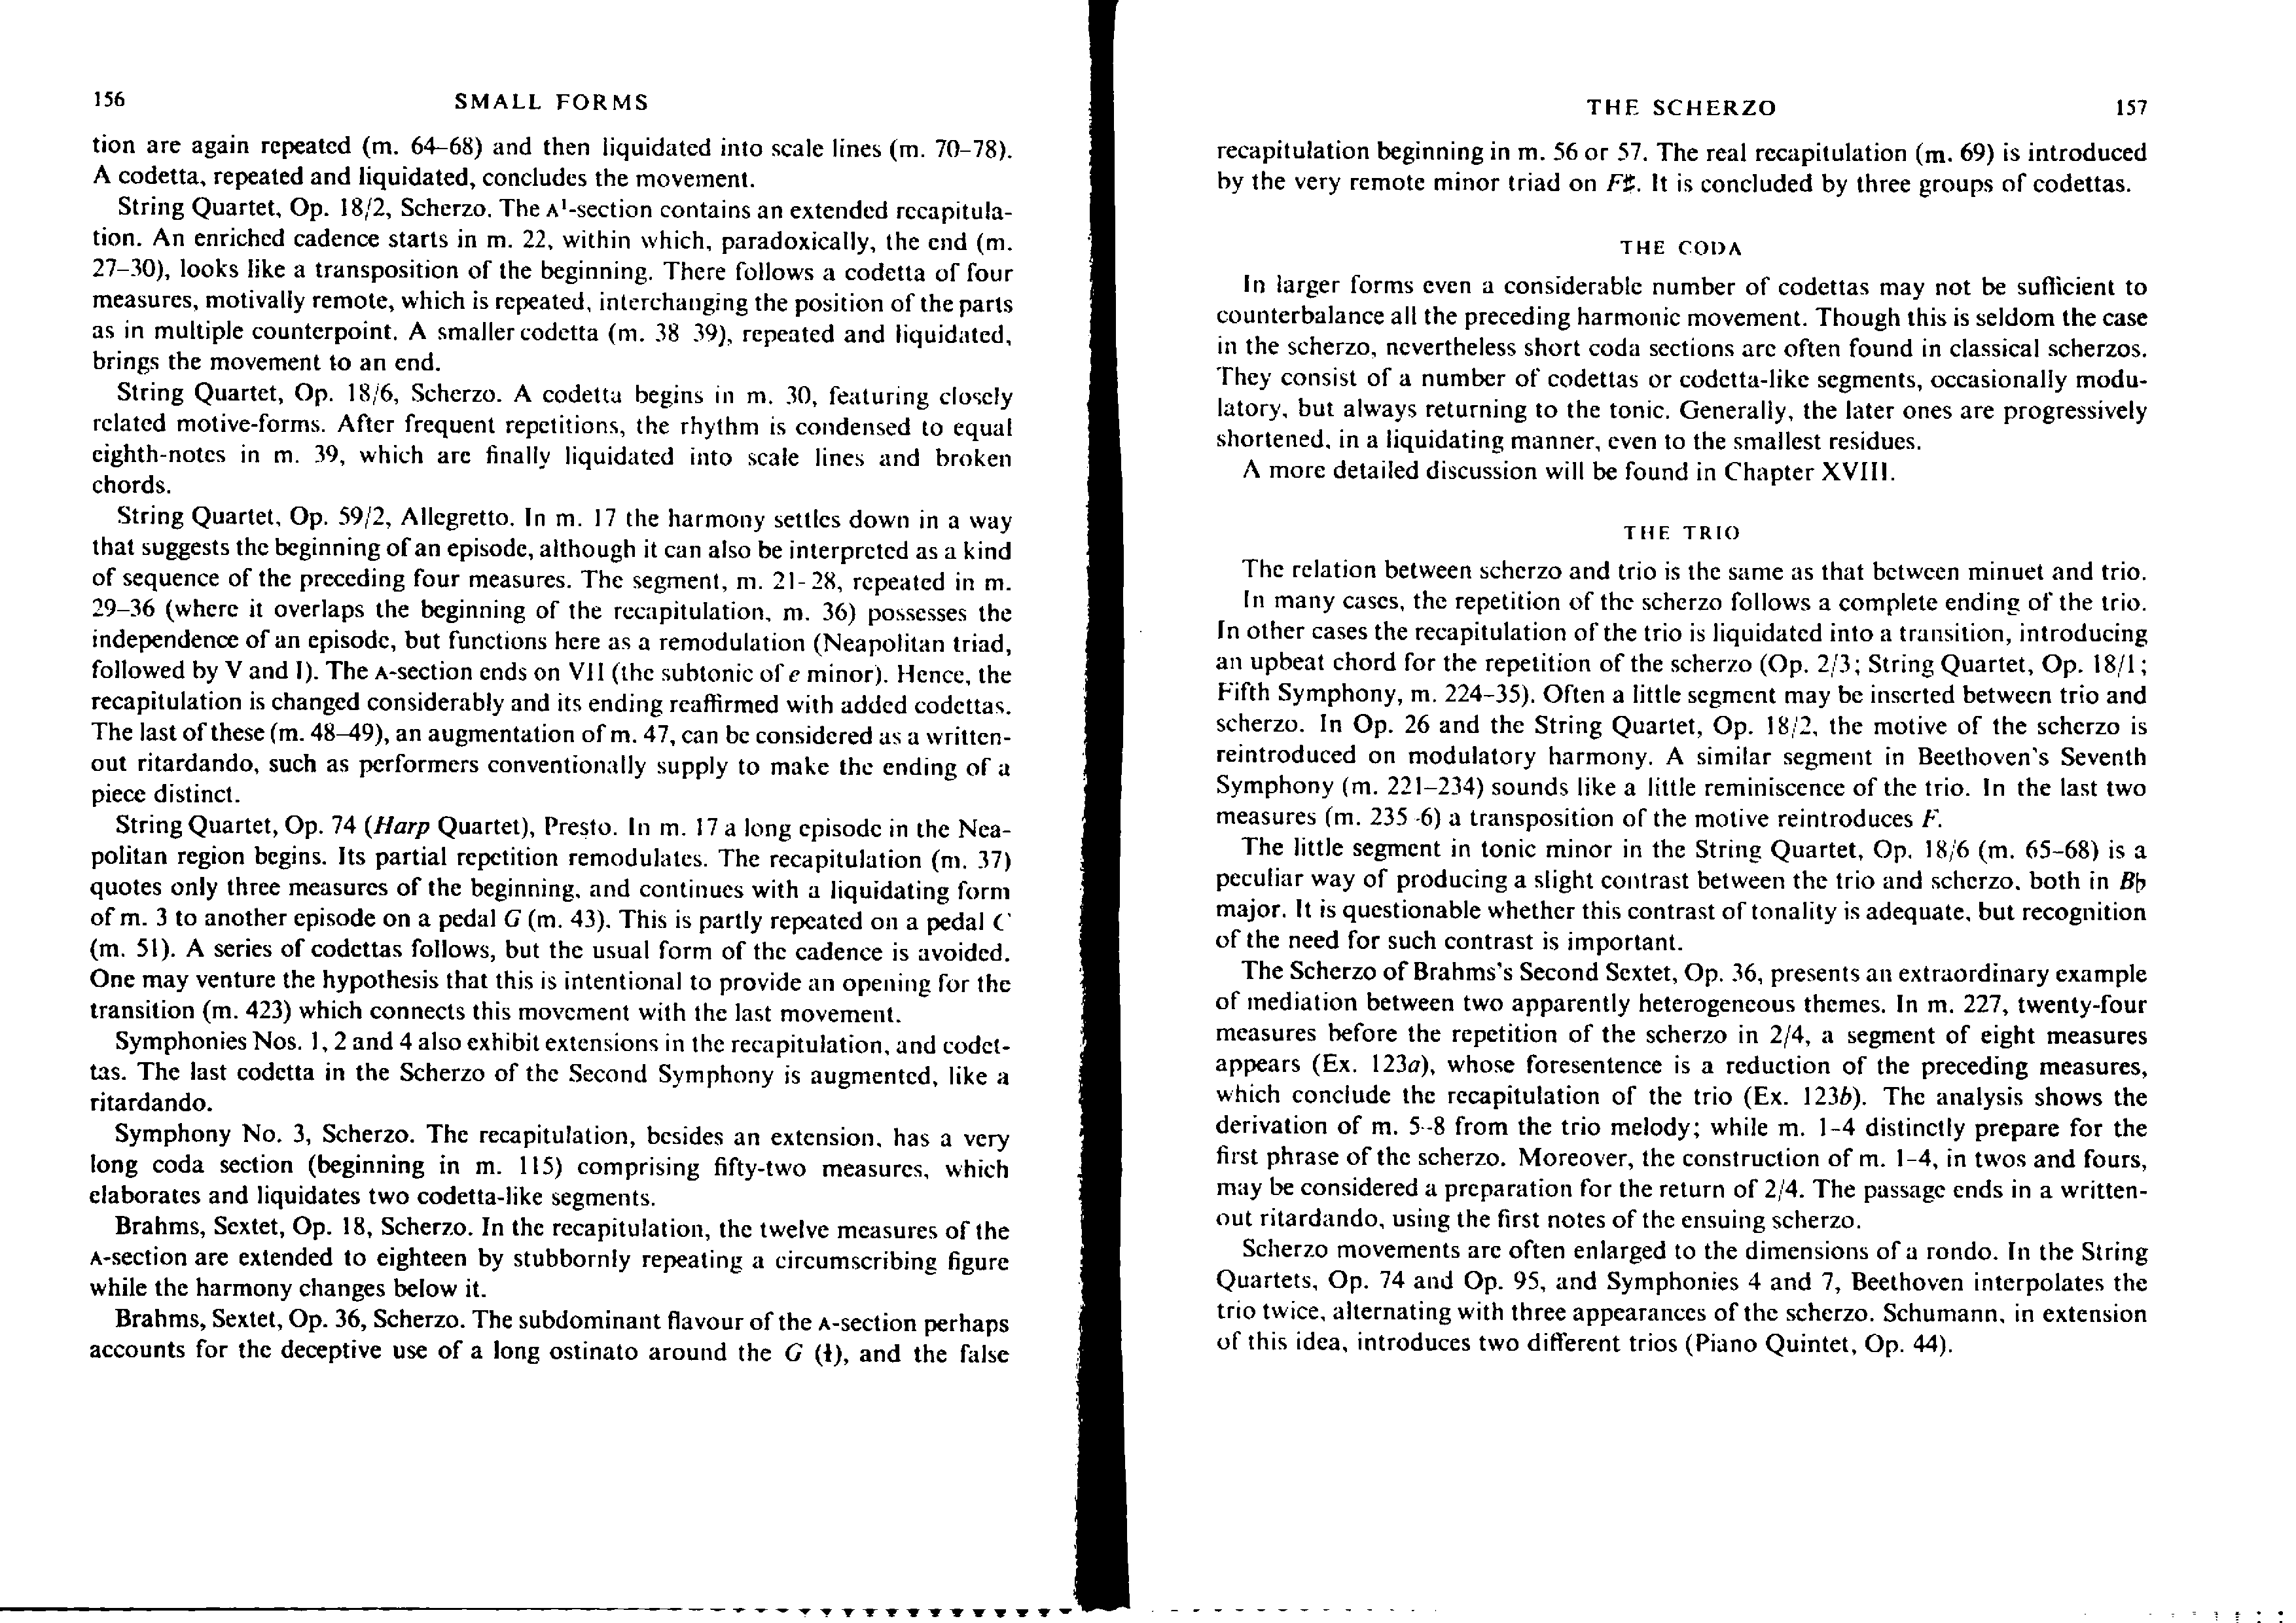 156
SMALL FORMS
tion are again repeated (m. 64–68) and then liquidated into scale lines (m. 70–78).
A codetta, repeated and liquidated, concludes the movement.
String Quartet, Op. 18/2, Scherzo. The A¹-section contains an extended recapitula-
tion. An enriched cadence starts in m. 22, within which, paradoxically, the end (m.
27–30), looks like a transposition of the beginning. There follows a codetta of four
measures, motivally remote, which is repeated, interchanging the position of the parts
as in multiple counterpoint. A smaller codetta (m. 38 39), repeated and liquidated,
brings the movement to an end.
String Quartet, Op. 18/6, Scherzo. A codetta begins in m. 30, featuring closely
related motive-forms. After frequent repetitions, the rhythm is condensed to equal
eighth-notes in m. 39, which are finally liquidated into scale lines and broken
chords.
String Quartet, Op. 59/2, Allegretto. In m. 17 the harmony settles down in a way
that suggests the beginning of an episode, although it can also be interpreted as a kind
of sequence of the preceding four measures. The segment, m. 21-28, repeated in m.
29–36 (where it overlaps the beginning of the recapitulation, m. 36) possesses the
independence of an episode, but functions here as a remodulation (Neapolitan triad,
followed by V and I). The A-section ends on VII (the subtonic of e minor). Hence, the
recapitulation is changed considerably and its ending reaffirmed with added codettas.
The last of these (m. 48–49), an augmentation of m. 47, can be considered as a written-
out ritardando, such as performers conventionally supply to make the ending of a
piece distinct.
String Quartet, Op. 74 (Harp Quartet), Presto. In m. 17 a long episode in the Nea-
politan region begins. Its partial repetition remodulates. The recapitulation (m. 37)
quotes only three measures of the beginning, and continues with a liquidating form
of m. 3 to another episode on a pedal G (m. 43). This is partly repeated on a pedal C
(m. 51). A series of codettas follows, but the usual form of the cadence is avoided.
One may venture the hypothesis that this is intentional to provide an opening for the
transition (m. 423) which connects this movement with the last movement.
Symphonies Nos. 1, 2 and 4 also exhibit extensions in the recapitulation, and codet-
tas. The last codetta in the Scherzo of the Second Symphony is augmented, like a
ritardando.
Symphony No. 3, Scherzo. The recapitulation, besides an extension, has a very
long coda section (beginning in m. 115) comprising fifty-two measures, which
elaborates and liquidates two codetta-like segments.
Brahms, Sextet, Op. 18, Scherzo. In the recapitulation, the twelve measures of the
A-section are extended to eighteen by stubbornly repeating a circumscribing figure
while the harmony changes below it.
Brahms, Sextet, Op. 36, Scherzo. The subdominant flavour of the A-section perhaps
accounts for the deceptive use of a long ostinato around the G (ɨ), and the false
THE SCHERZO
157
recapitulation beginning in m. 56 or 57. The real recapitulation (m. 69) is introduced
by the very remote minor triad on F♯. It is concluded by three groups of codettas.
THE CODA
In larger forms even a considerable number of codettas may not be sufficient to
counterbalance all the preceding harmonic movement. Though this is seldom the case
in the scherzo, nevertheless short coda sections are often found in classical scherzos.
They consist of a number of codettas or codetta-like segments, occasionally modu-
latory, but always returning to the tonic. Generally, the later ones are progressively
shortened, in a liquidating manner, even to the smallest residues.
A more detailed discussion will be found in Chapter XVIII.
THE TRIO
The relation between scherzo and trio is the same as that between minuet and trio.
In many cases, the repetition of the scherzo follows a complete ending of the trio.
In other cases the recapitulation of the trio is liquidated into a transition, introducing
an upbeat chord for the repetition of the scherzo (Op. 2/3; String Quartet, Op. 18/1;
Fifth Symphony, m. 224–35). Often a little segment may be inserted between trio and
scherzo. In Op. 26 and the String Quartet, Op. 18/2, the motive of the scherzo is
reintroduced on modulatory harmony. A similar segment in Beethoven's Seventh
Symphony (m. 221–234) sounds like a little reminiscence of the trio. In the last two
measures (m. 235-6) a transposition of the motive reintroduces F.
The little segment in tonic minor in the String Quartet, Op. 18/6 (m. 65–68) is a
peculiar way of producing a slight contrast between the trio and scherzo, both in B♭
major. It is questionable whether this contrast of tonality is adequate, but recognition
of the need for such contrast is important.
The Scherzo of Brahms's Second Sextet, Op. 36, presents an extraordinary example
of mediation between two apparently heterogeneous themes. In m. 227, twenty-four
measures before the repetition of the scherzo in 2/4, a segment of eight measures
appears (Ex. 123a), whose foresentence is a reduction of the preceding measures,
which conclude the recapitulation of the trio (Ex. 123b). The analysis shows the
derivation of m. 5-8 from the trio melody; while m. 1-4 distinctly prepare for the
first phrase of the scherzo. Moreover, the construction of m. 1-4, in twos and fours,
may be considered a preparation for the return of 2/4. The passage ends in a written-
out ritardando, using the first notes of the ensuing scherzo.
Scherzo movements are often enlarged to the dimensions of a rondo. In the String
Quartets, Op. 74 and Op. 95, and Symphonies 4 and 7, Beethoven interpolates the
trio twice, alternating with three appearances of the scherzo. Schumann, in extension
of this idea, introduces two different trios (Piano Quintet, Op. 44).